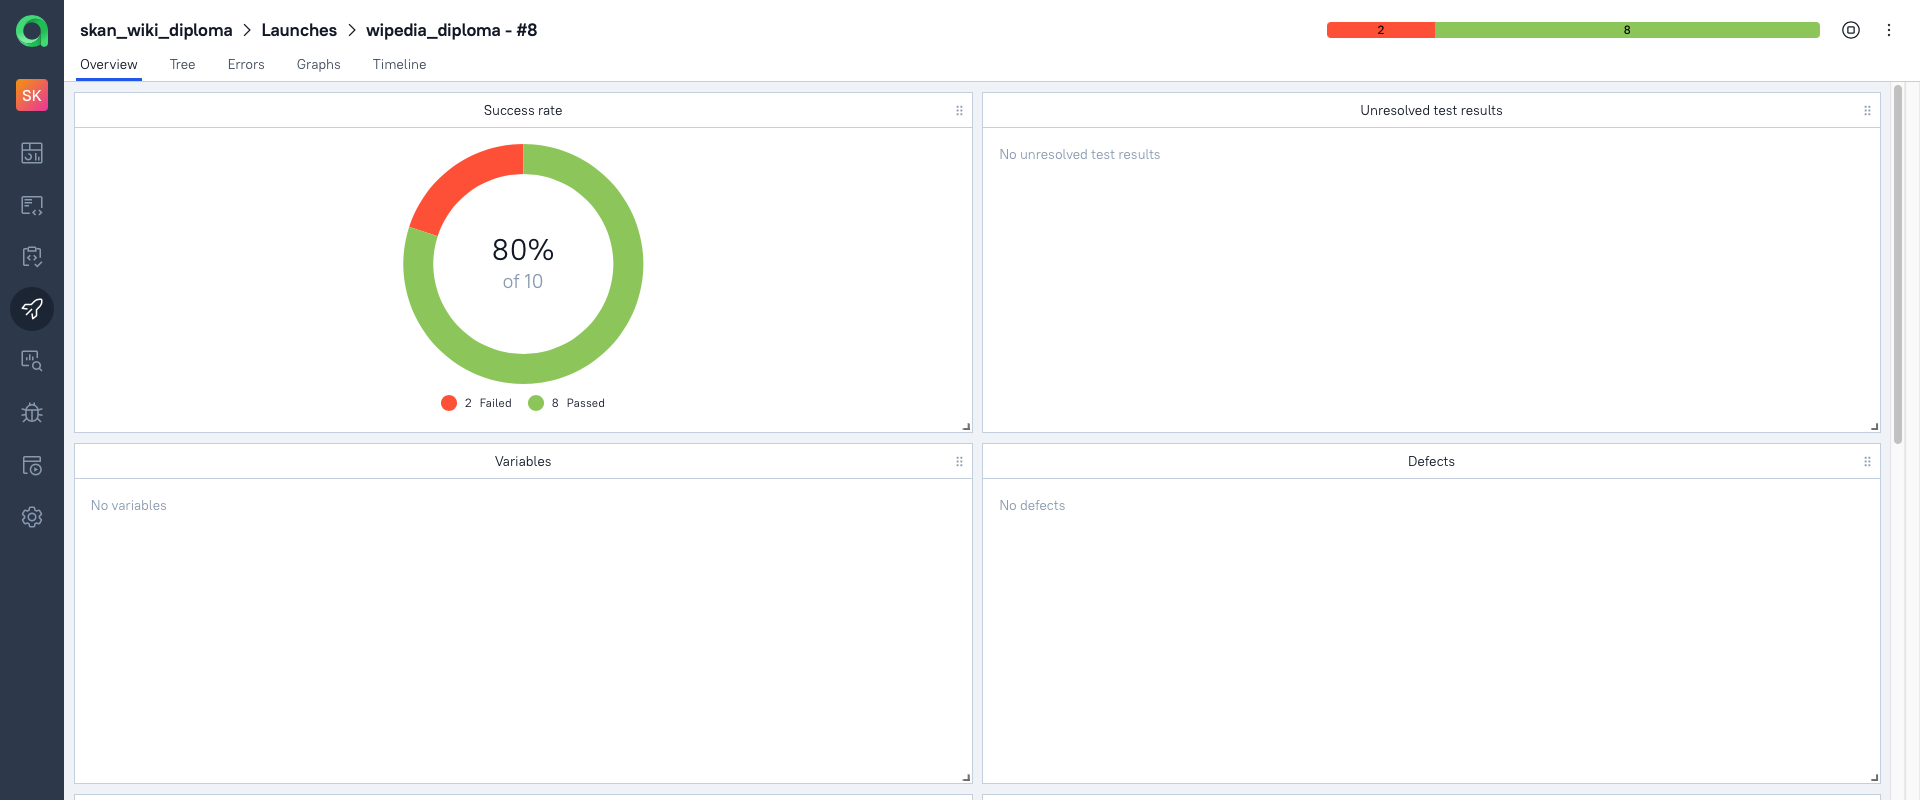 skan_wiki_diploma > Launches > wipedia_diploma - #8
2 8
Overview Tree Errors Graphs Timeline
SK
Success rate
80%
of 10
2 Failed 8 Passed
Unresolved test results
No unresolved test results
Variables
No variables
Defects
No defects